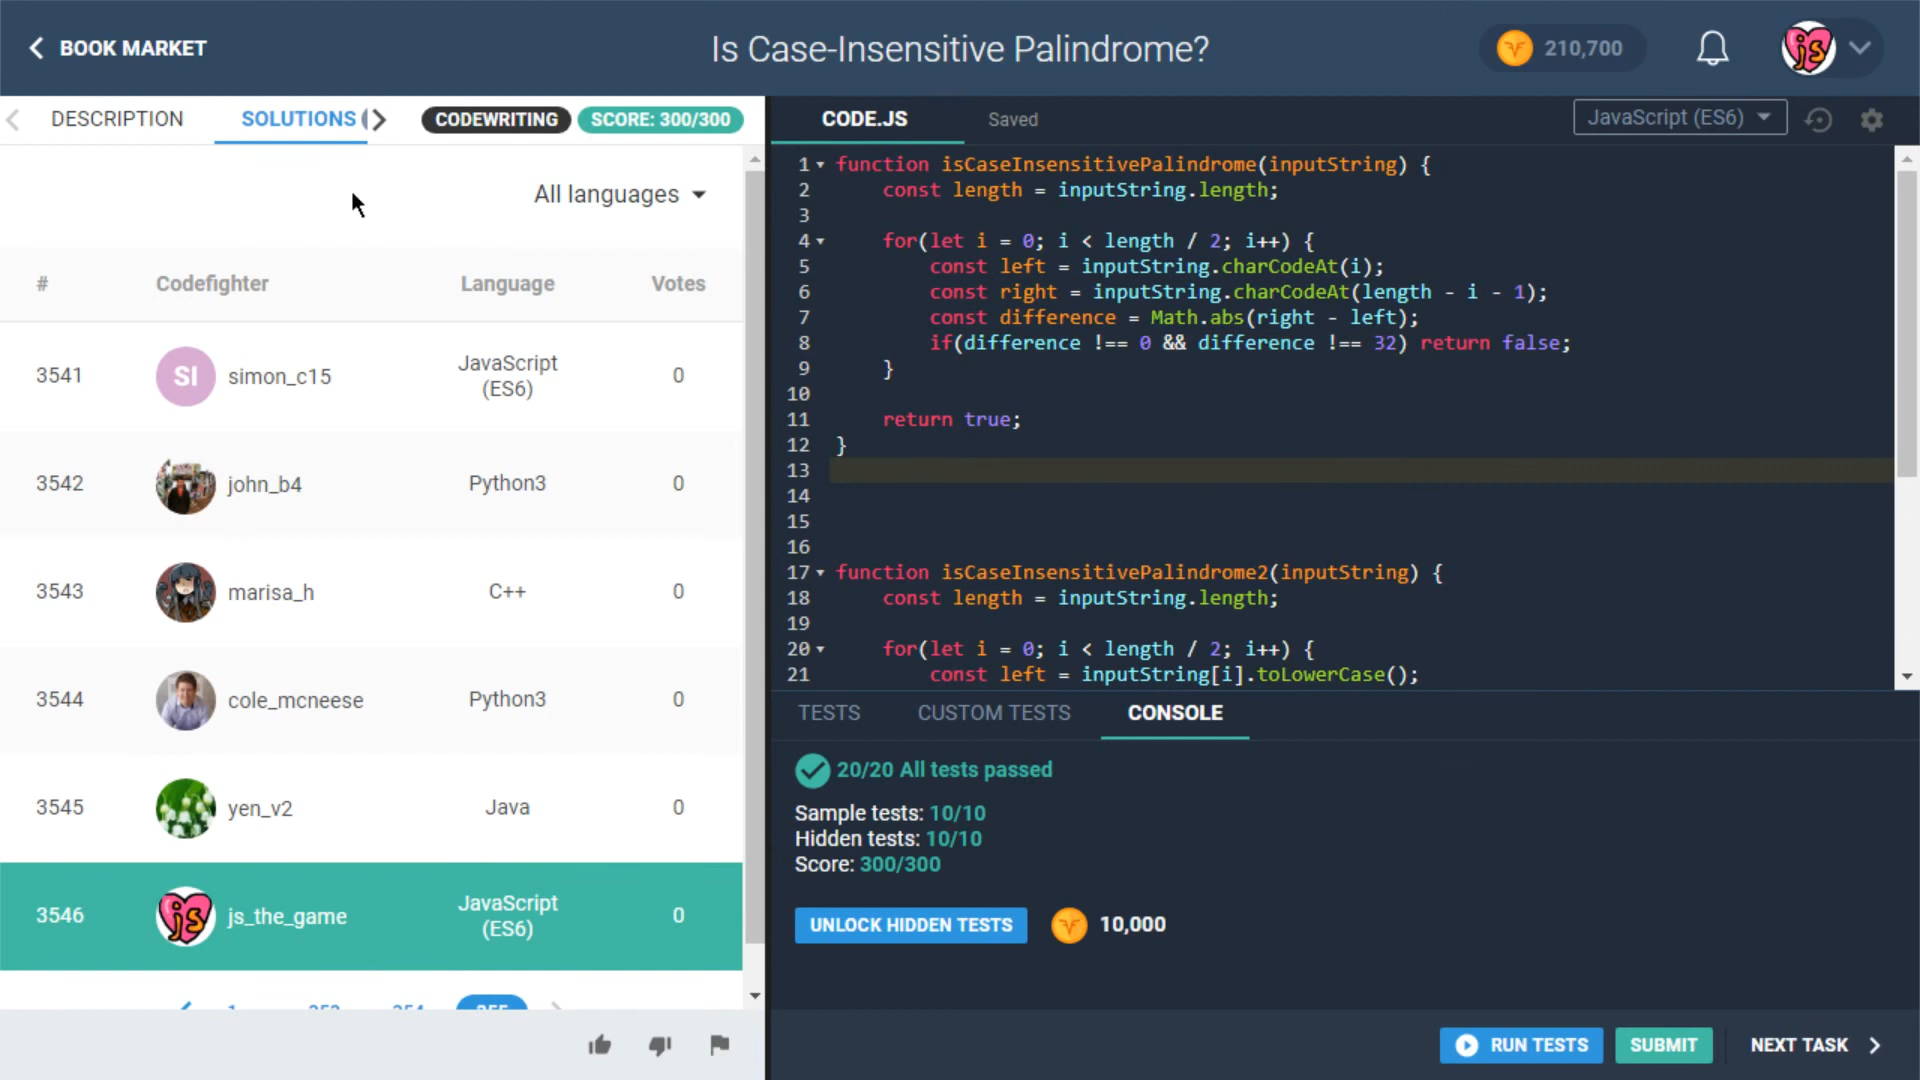 BOOK MARKET
Is Case-Insensitive Palindrome?
210,700
DESCRIPTION
SOLUTIONS (
CODEWRITING
SCORE: 300/300
CODE.JS
Saved
JavaScript (ES6)
All languages
# Codefighter Language Votes
3541 SI simon_c15 JavaScript (ES6) 0
3542 john_b4 Python3 0
3543 marisa_h C++ 0
3544 cole_mcneese Python3 0
3545 yen_v2 Java 0
3546 js js_the_game JavaScript (ES6) 0
1 function isCaseInsensitivePalindrome(inputString) {
2 const length = inputString.length;
3
4 for(let i = 0; i < length / 2; i++) {
5 const left = inputString.charCodeAt(i);
6 const right = inputString.charCodeAt(length - i - 1);
7 const difference = Math.abs(right - left);
8 if(difference !== 0 && difference !== 32) return false;
9 }
10
11 return true;
12 }
13
14
15
16
17 function isCaseInsensitivePalindrome2(inputString) {
18 const length = inputString.length;
19
20 for(let i = 0; i < length / 2; i++) {
21 const left = inputString[i].toLowerCase();
TESTS
CUSTOM TESTS
CONSOLE
20/20 All tests passed
Sample tests: 10/10
Hidden tests: 10/10
Score: 300/300
UNLOCK HIDDEN TESTS
10,000
RUN TESTS
SUBMIT
NEXT TASK